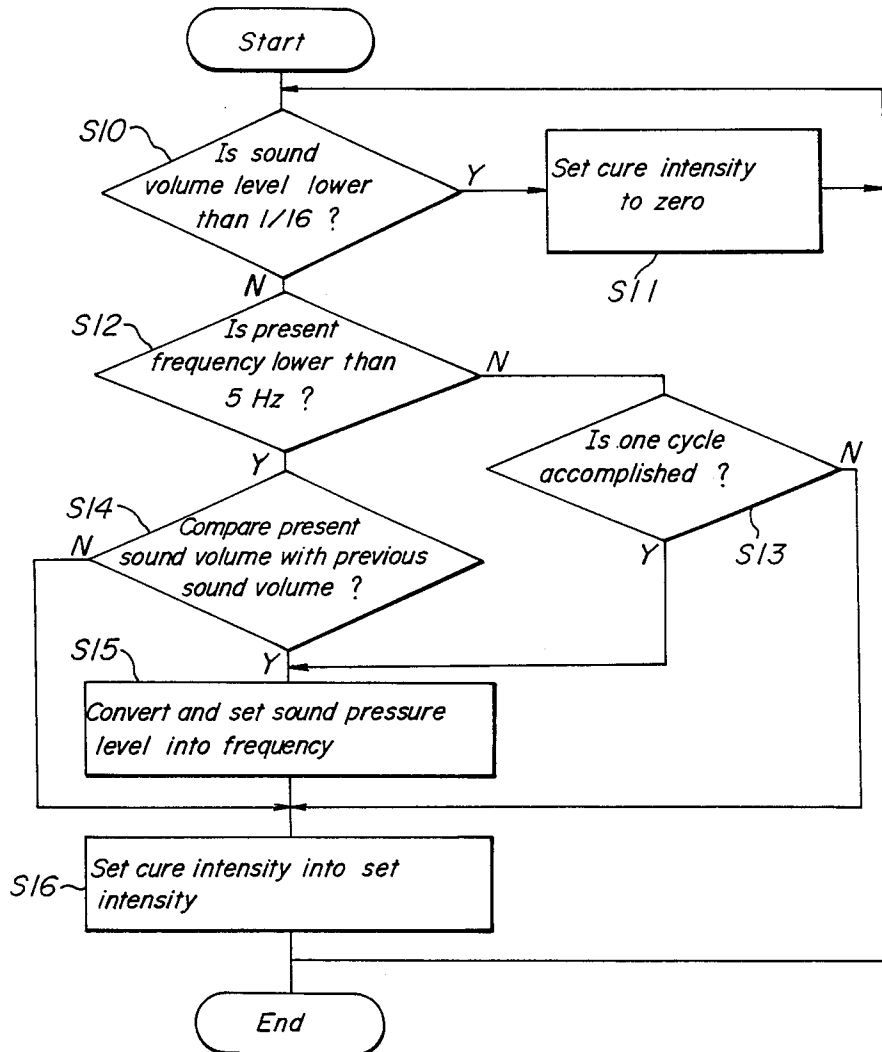 Start
S10
Is sound
volume level lower
than 1/16 ?
Y
Set cure intensity
to zero
S11
N
S12
Is present
frequency lower than
5 Hz ?
N
Y
Is one cycle
accomplished ?
N
S13
Y
S14
N
Compare present
sound volume with previous
sound volume ?
Y
S15
Convert and set sound pressure
level into frequency
S16
Set cure intensity into set
intensity
End